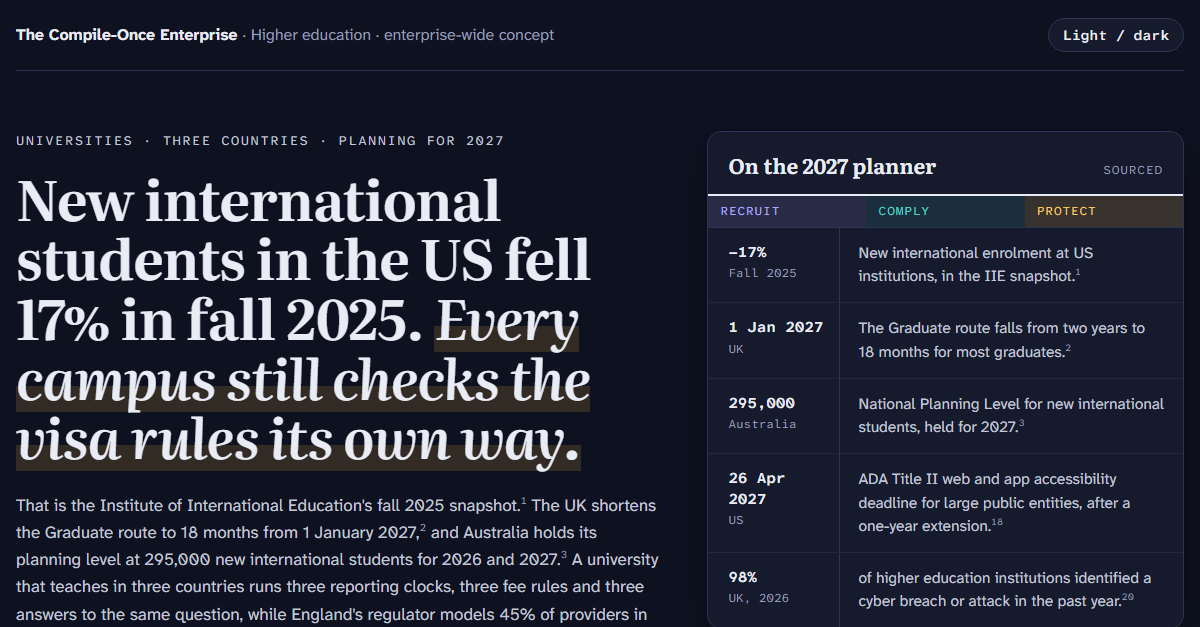 The Compile-Once Enterprise · Higher education · enterprise-wide concept
Light / dark
UNIVERSITIES · THREE COUNTRIES · PLANNING FOR 2027
New international
students in the US fell
17% in fall 2025. Every
campus still checks the
visa rules its own way.
That is the Institute of International Education's fall 2025 snapshot.1 The UK shortens
the Graduate route to 18 months from 1 January 2027,2 and Australia holds its
planning level at 295,000 new international students for 2026 and 2027.3 A university
that teaches in three countries runs three reporting clocks, three fee rules and three
answers to the same question, while England's regulator models 45% of providers in
On the 2027 planner
SOURCED
RECRUIT
COMPLY
PROTECT
−17%
Fall 2025
New international enrolment at US
institutions, in the IIE snapshot.1
1 Jan 2027
UK
The Graduate route falls from two years to
18 months for most graduates.2
295,000
Australia
National Planning Level for new international
students, held for 2027.3
26 Apr
2027
US
ADA Title II web and app accessibility
deadline for large public entities, after a
one-year extension.18
98%
UK, 2026
of higher education institutions identified a
cyber breach or attack in the past year.20